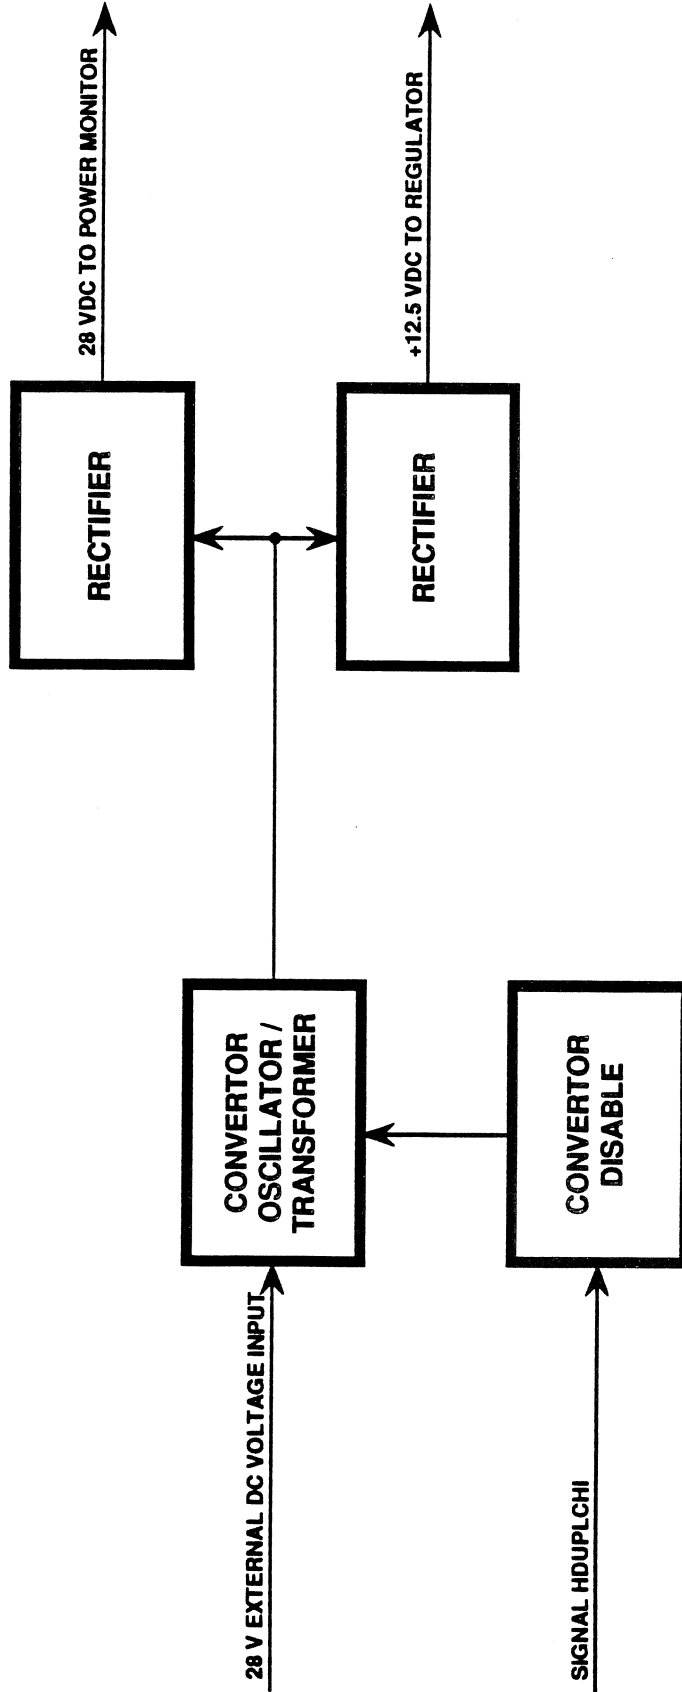 28 V EXTERNAL DC VOLTAGE INPUT
CONVERTOR
OSCILLATOR /
TRANSFORMER
RECTIFIER
28 VDC TO POWER MONITOR
RECTIFIER
+12.5 VDC TO REGULATOR
SIGNAL HDUPLCHI
CONVERTOR
DISABLE